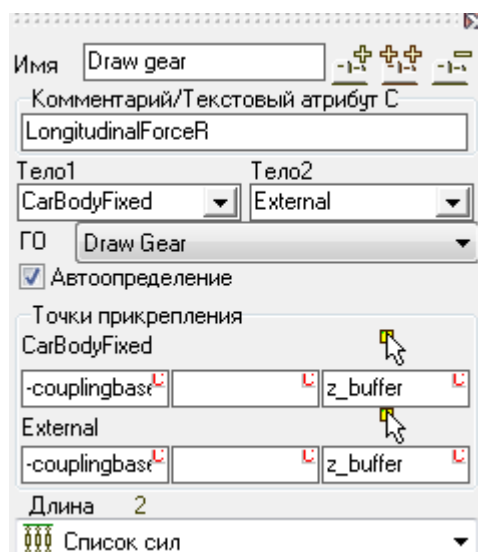 Имя Draw gear
Комментарий/Текстовый атрибут C
LongitudinalForceR
Тело1 Тело2
CarBodyFixed External
ГО Draw Gear
Автоопределение
Точки прикрепления
CarBodyFixed
-couplingbase C C z_buffer C
External
-couplingbase C C z_buffer C
Длина 2
Список сил